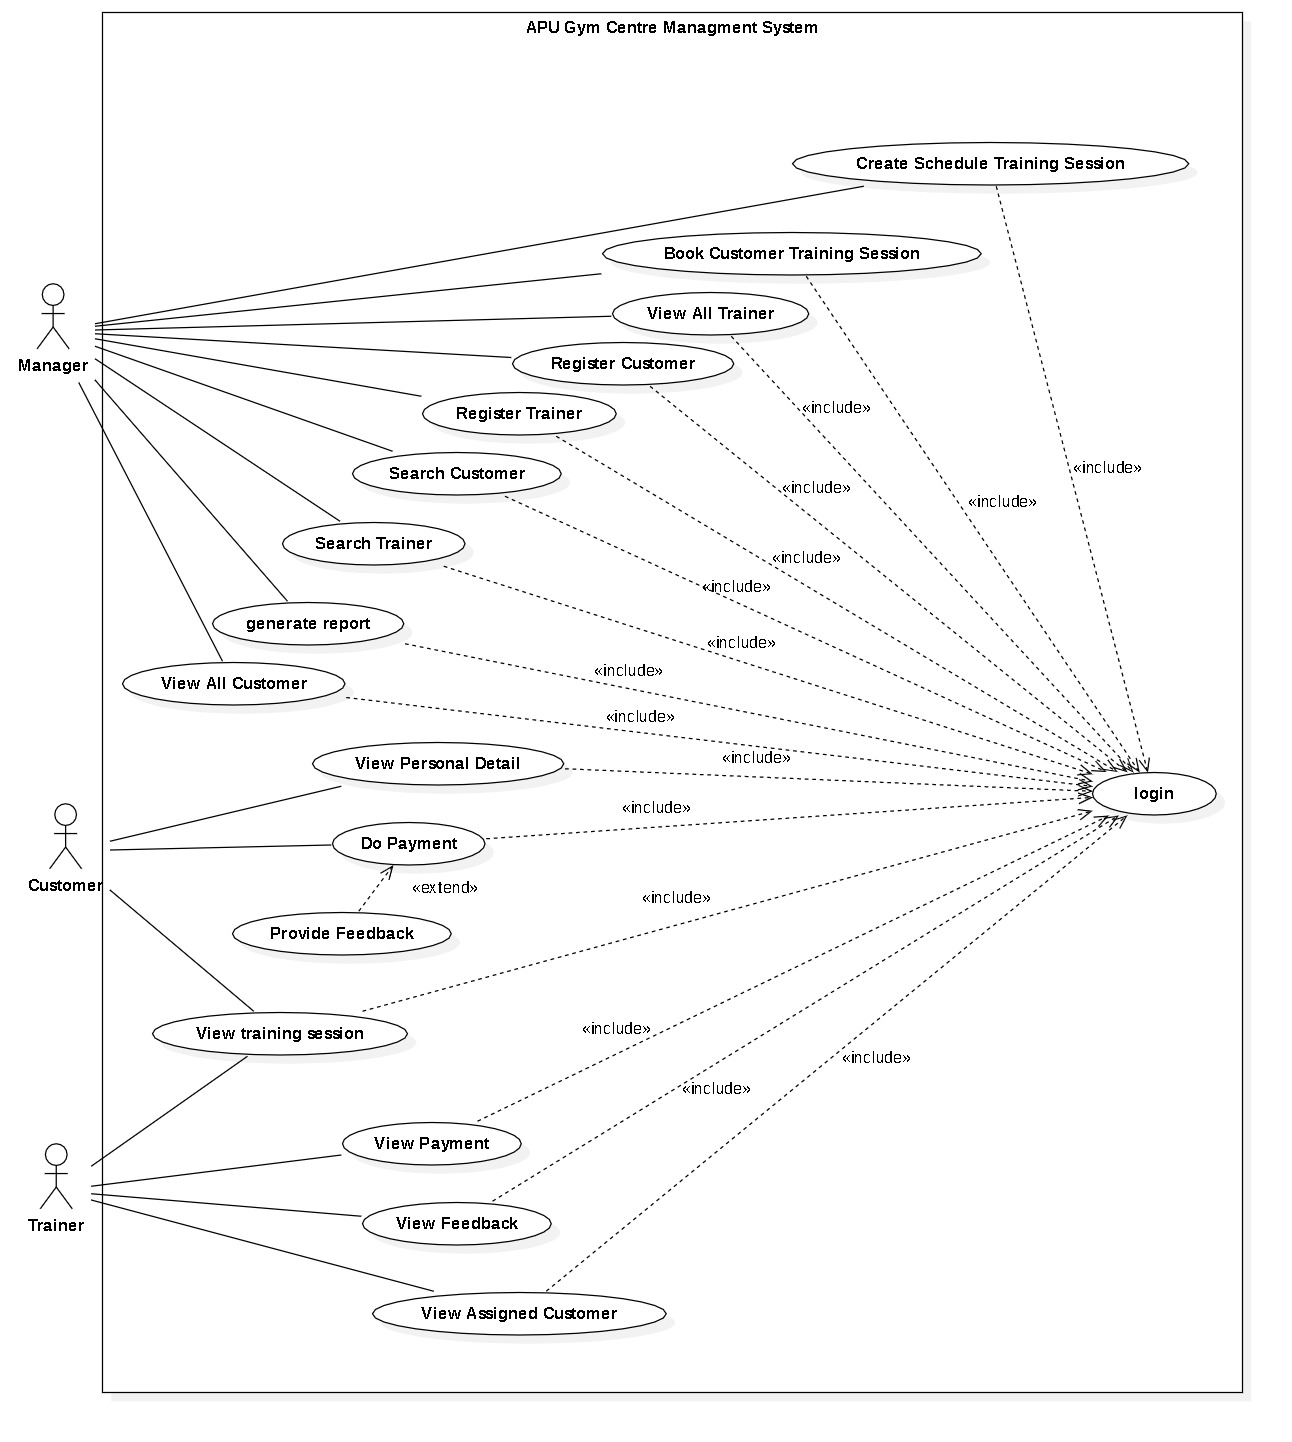 APU Gym Centre Managment System
Create Schedule Training Session
Book Customer Training Session
View All Trainer
Manager
Register Customer
«include»
Register Trainer
«include»
Search Customer
«include»
«include»
Search Trainer
«include»
«include»
generate report
«include»
«include»
View All Customer
«include»
View Personal Detail
«include»
login
«include»
Do Payment
Customer
«extend»
«include»
Provide Feedback
View training session
«include»
«include»
«include»
View Payment
Trainer
View Feedback
View Assigned Customer